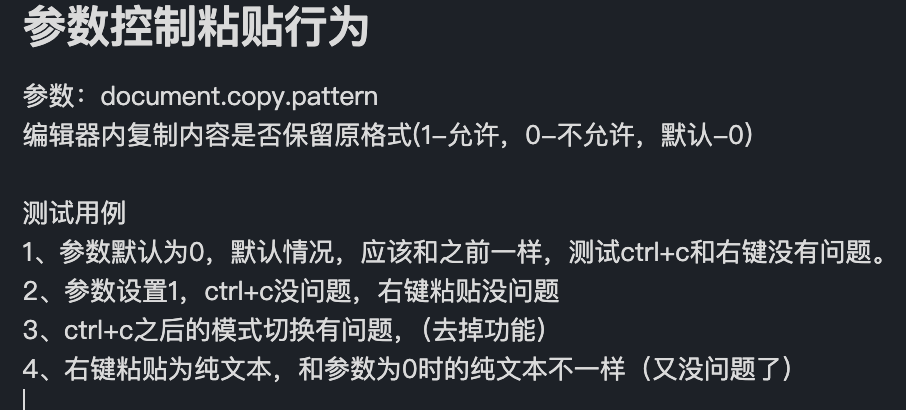 参数控制粘贴行为
参数：document.copy.pattern
编辑器内复制内容是否保留原格式(1-允许，0-不允许，默认-0)
测试用例
1、参数默认为0，默认情况，应该和之前一样，测试ctrl+c和右键没有问题。
2、参数设置1，ctrl+c没问题，右键粘贴没问题
3、ctrl+c之后的模式切换有问题，（去掉功能）
4、右键粘贴为纯文本，和参数为0时的纯文本不一样（又没问题了）